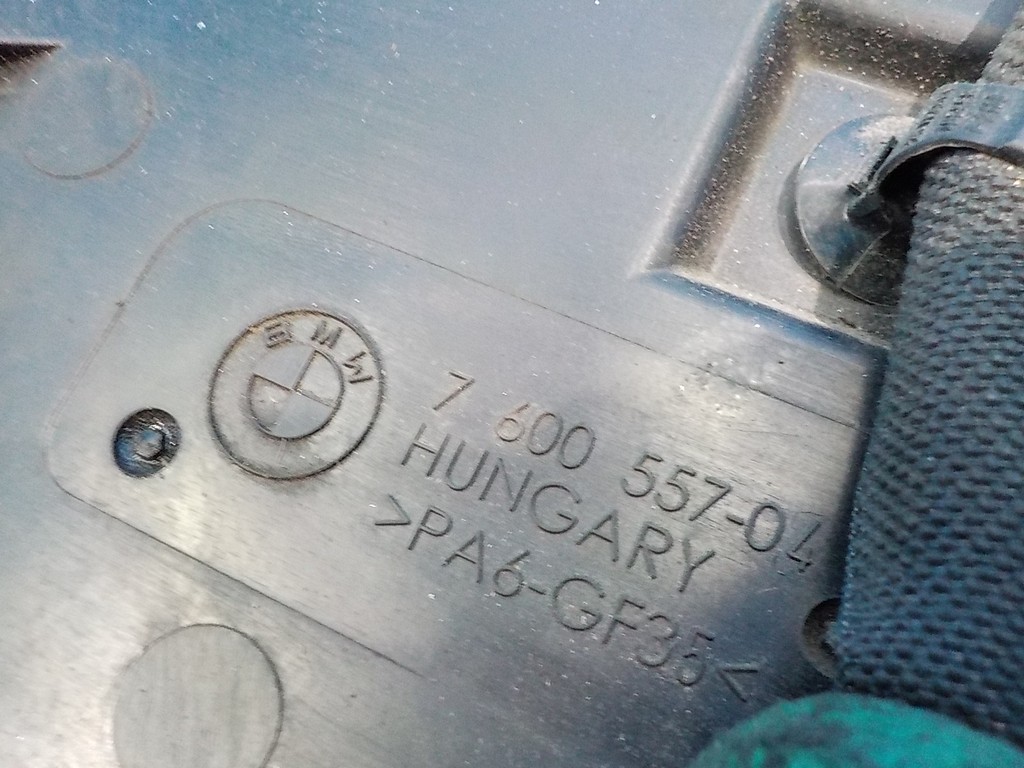 BMW
7 600 557-04
HUNGARY
>PA6-GF35<